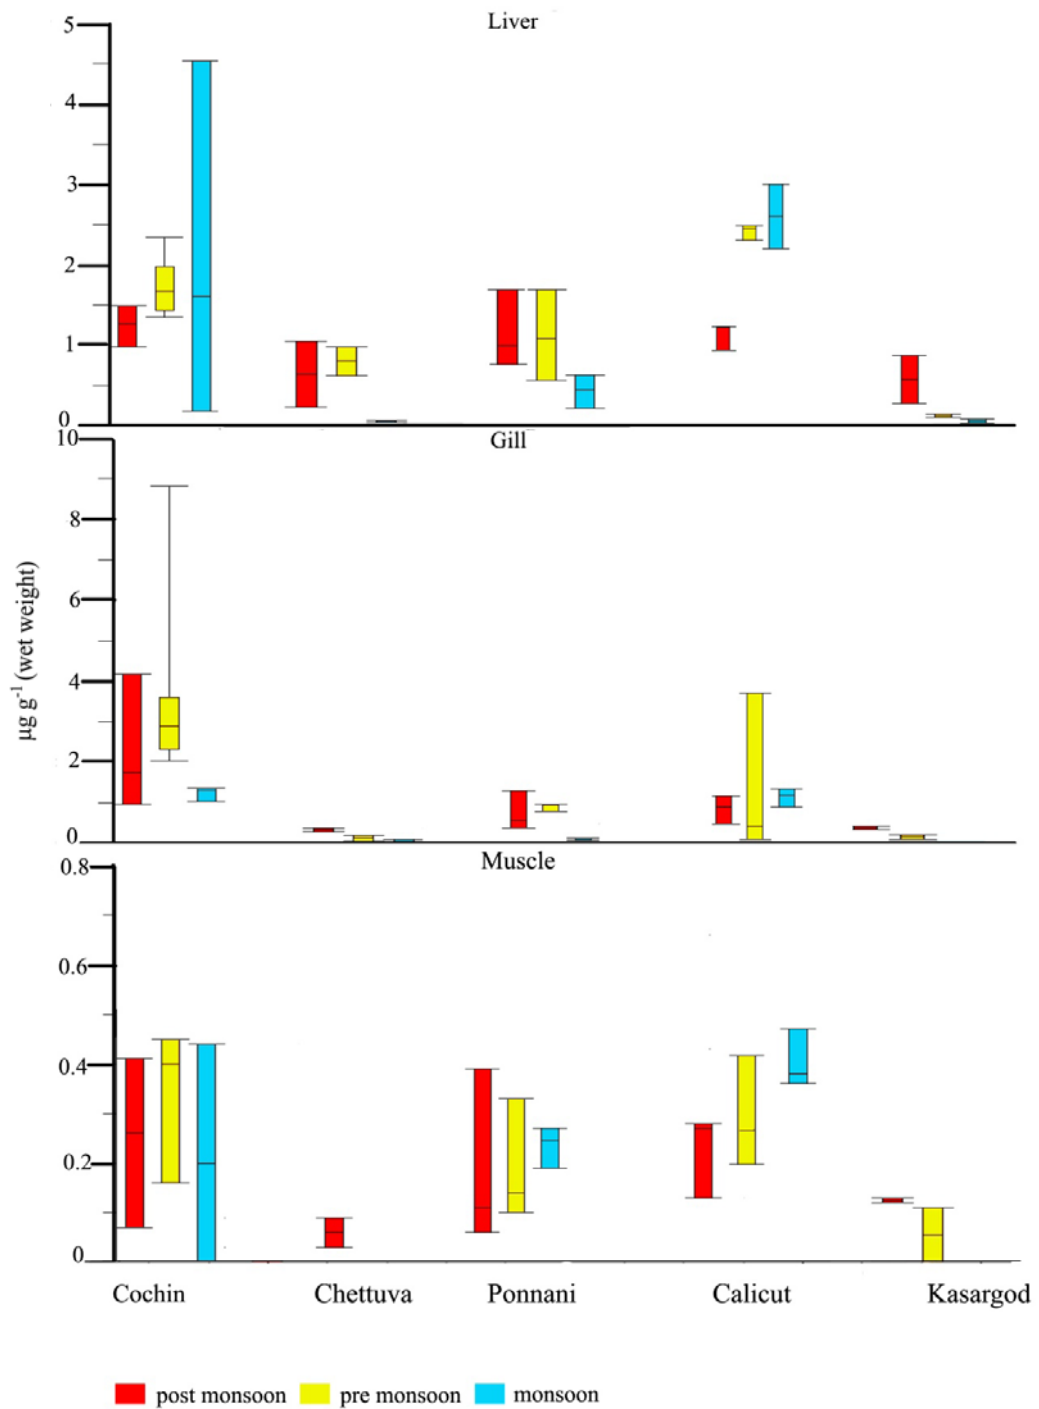 Liver
5
4
3
2
1
0
Gill
10
8
6
4
2
0
µg g-1 (wet weight)
Muscle
0.8
0.6
0.4
0.2
0
Cochin Chettuva Ponnani Calicut Kasargod
post monsoon pre monsoon monsoon